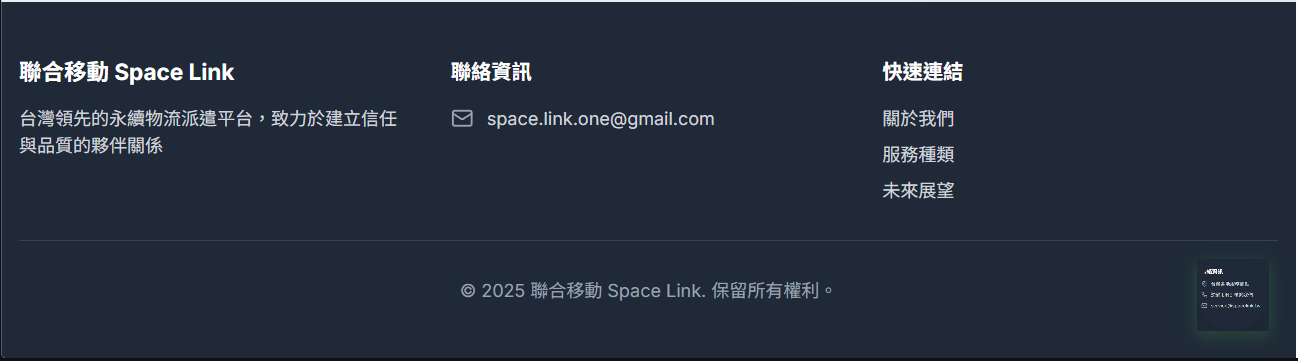 聯合移動 Space Link
台灣領先的永續物流派遣平台，致力於建立信任
與品質的夥伴關係
聯絡資訊
space.link.one@gmail.com
快速連結
關於我們
服務種類
未來展望
© 2025 聯合移動 Space Link. 保留所有權利。